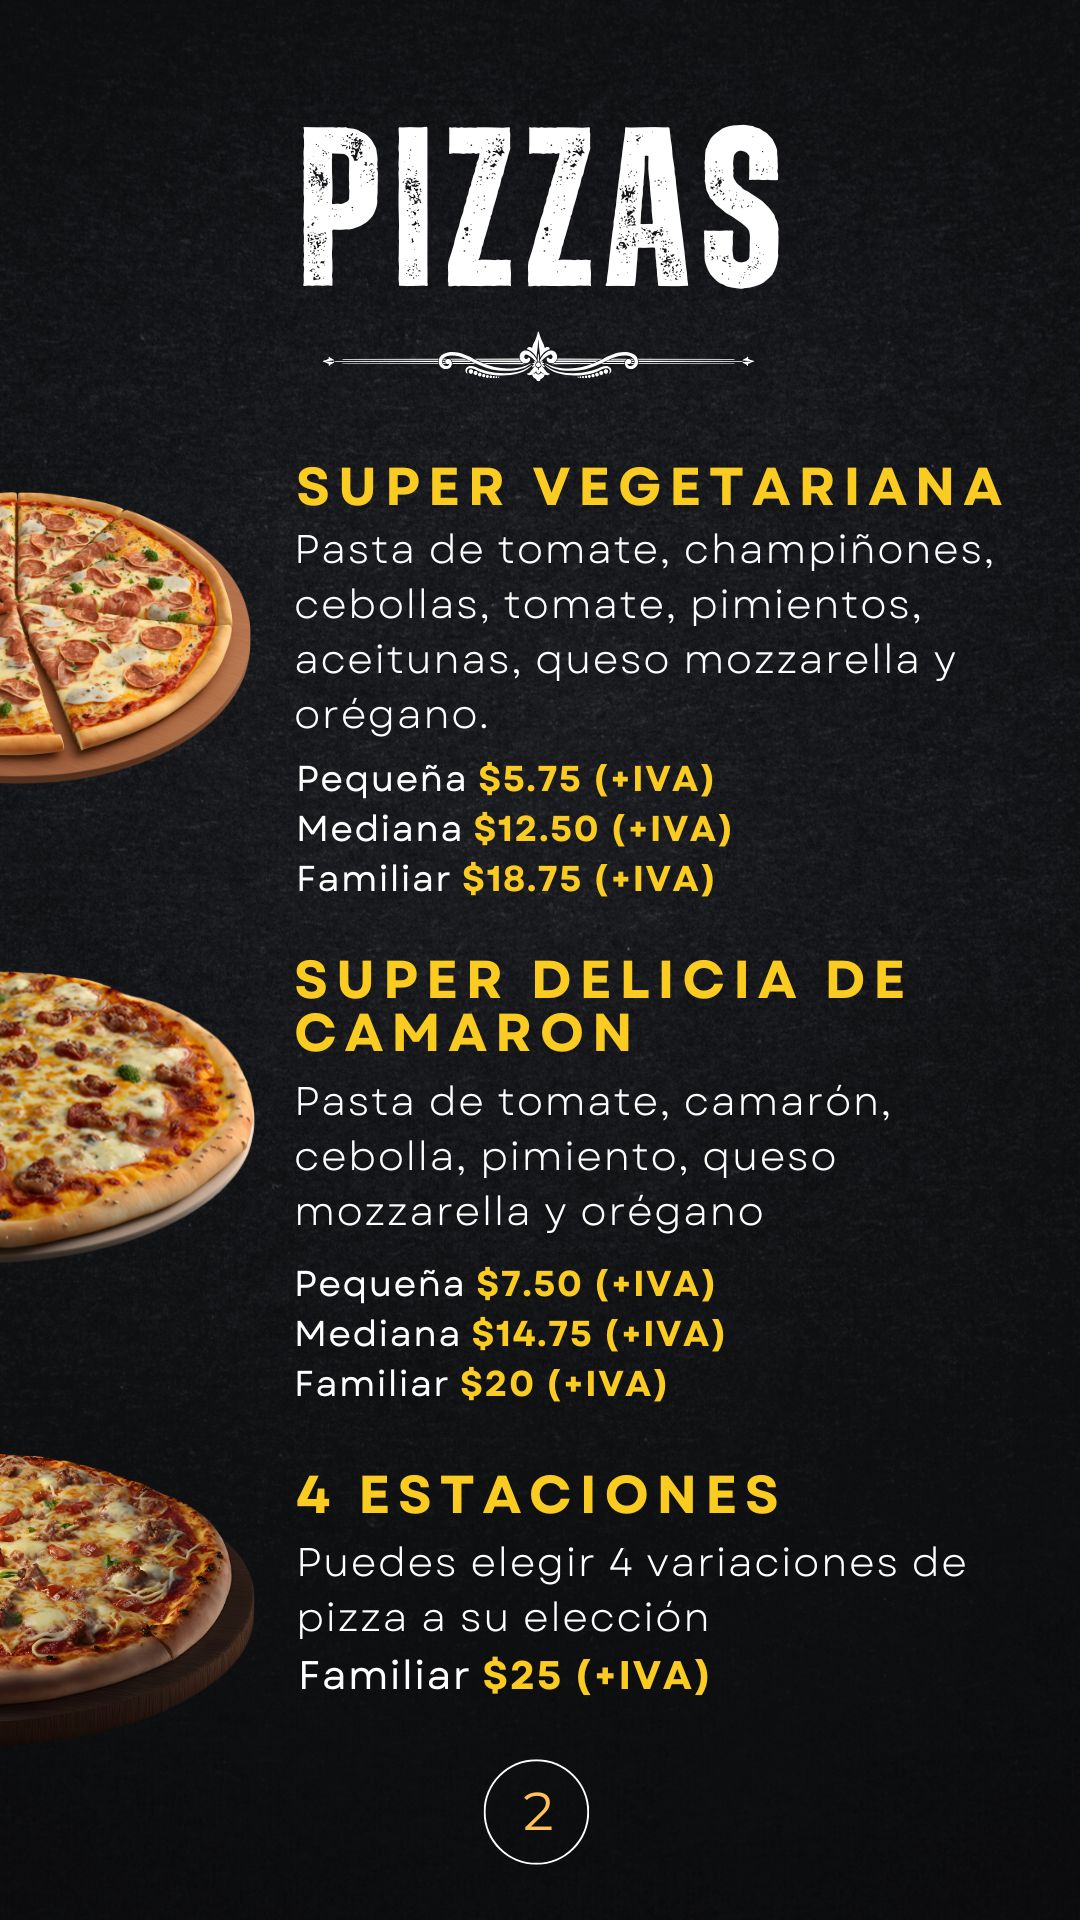 PIZZAS
SUPER VEGETARIANA
Pasta de tomate, champiñones,
cebollas, tomate, pimientos,
aceitunas, queso mozzarella y
orégano.
Pequeña $5.75 (+IVA)
Mediana $12.50 (+IVA)
Familiar $18.75 (+IVA)
SUPER DELICIA DE
CAMARON
Pasta de tomate, camarón,
cebolla, pimiento, queso
mozzarella y orégano
Pequeña $7.50 (+IVA)
Mediana $14.75 (+IVA)
Familiar $20 (+IVA)
4 ESTACIONES
Puedes elegir 4 variaciones de
pizza a su elección
Familiar $25 (+IVA)
2